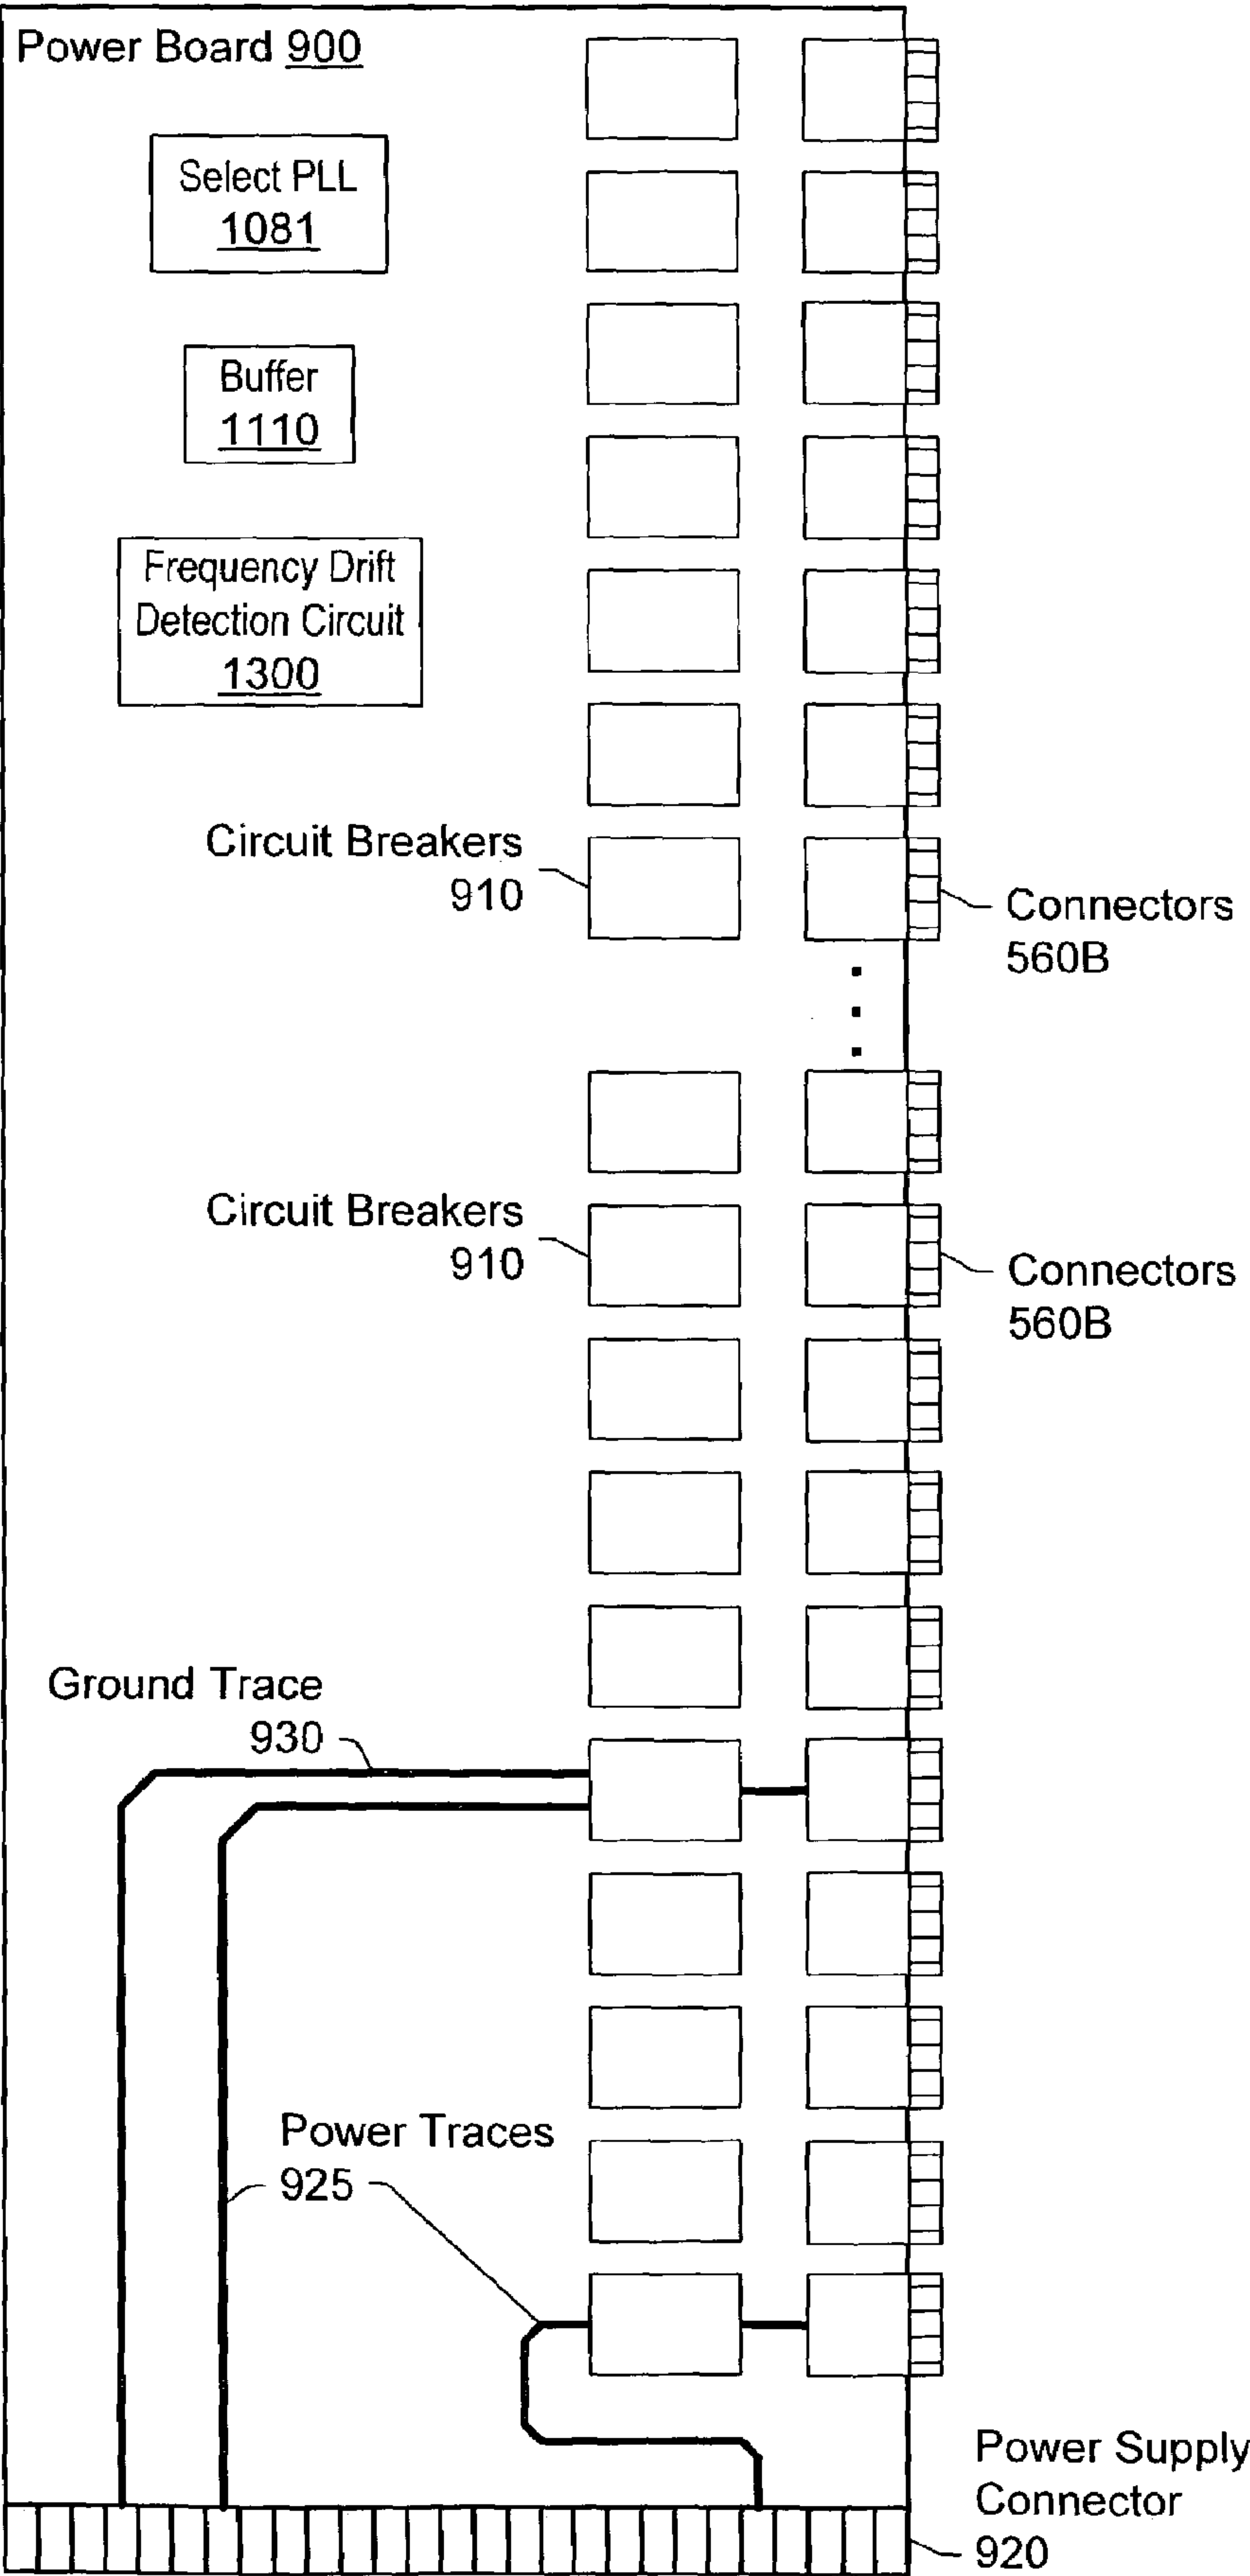 Power Board 900
Select PLL
1081
Buffer
1110
Frequency Drift
Detection Circuit
1300
Circuit Breakers
910
Connectors
560B
Circuit Breakers
910
Connectors
560B
Ground Trace
930
Power Traces
925
Power Supply
Connector
920